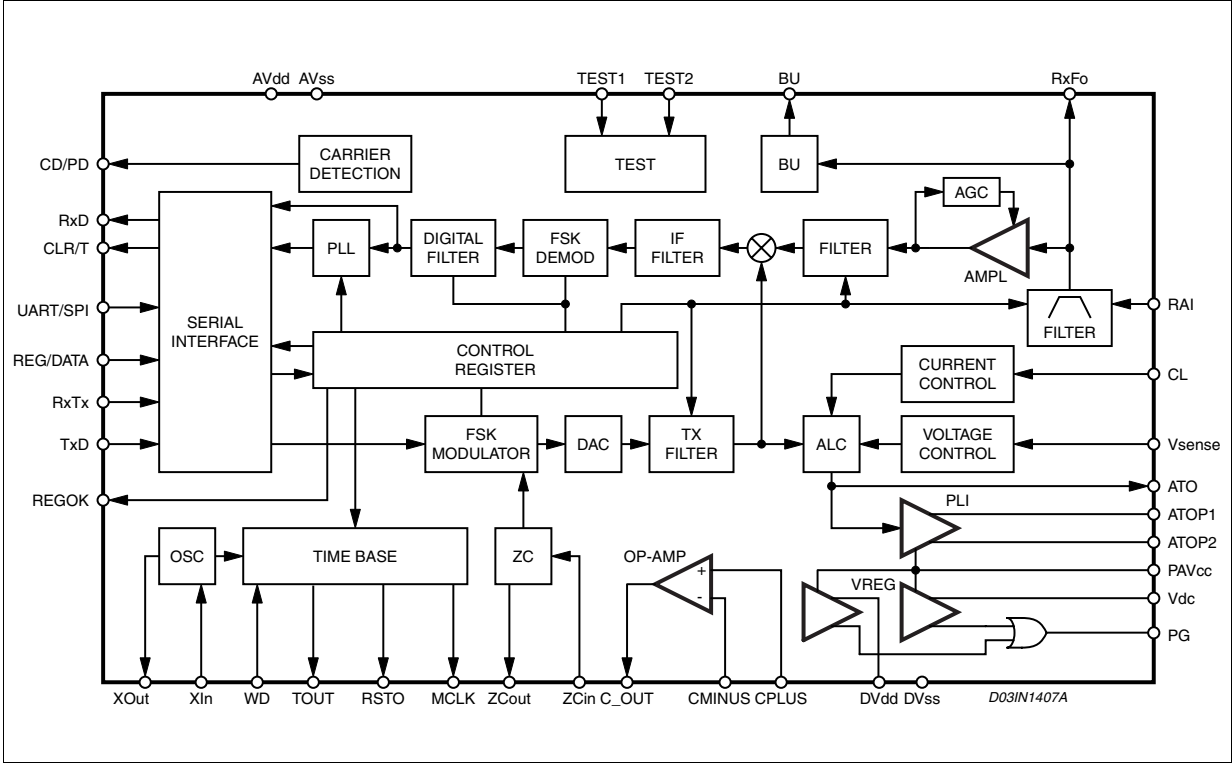 AVdd AVss TEST1 TEST2 BU RxFo
CD/PD
CARRIER
DETECTION
TEST
BU
AGC
RxD
CLR/T
PLL
DIGITAL
FILTER
FSK
DEMOD
IF
FILTER
FILTER
AMPL
UART/SPI
SERIAL
INTERFACE
FILTER
RAI
REG/DATA
CONTROL
REGISTER
CURRENT
CONTROL
CL
RxTx
TxD
FSK
MODULATOR
DAC
TX
FILTER
ALC
VOLTAGE
CONTROL
Vsense
REGOK
ATO
PLI
ATOP1
ATOP2
OSC
TIME BASE
ZC
OP-AMP
+
-
VREG
PAVcc
Vdc
PG
XOut XIn WD TOUT RSTO MCLK ZCout ZCin C_OUT CMINUS CPLUS DVdd DVss D03IN1407A